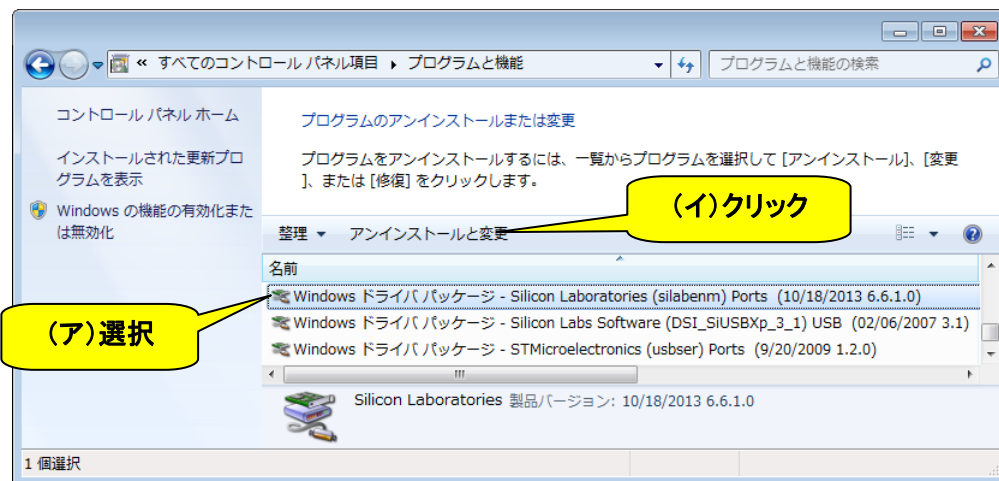 « すべてのコントロール パネル項目 ▸ プログラムと機能
プログラムと機能の検索
コントロール パネル ホーム
インストールされた更新プロ
グラムを表示
Windows の機能の有効化また
は無効化
プログラムのアンインストールまたは変更
プログラムをアンインストールするには、一覧からプログラムを選択して [アンインストール]、[変更
]、または [修復] をクリックします。
(イ)クリック
整理 ▼ アンインストールと変更
名前
(ア)選択
Windows ドライバ パッケージ - Silicon Laboratories (silabenm) Ports (10/18/2013 6.6.1.0)
Windows ドライバ パッケージ - Silicon Labs Software (DSI_SiUSBXp_3_1) USB (02/06/2007 3.1)
Windows ドライバ パッケージ - STMicroelectronics (usbser) Ports (9/20/2009 1.2.0)
Silicon Laboratories 製品バージョン: 10/18/2013 6.6.1.0
1 個選択